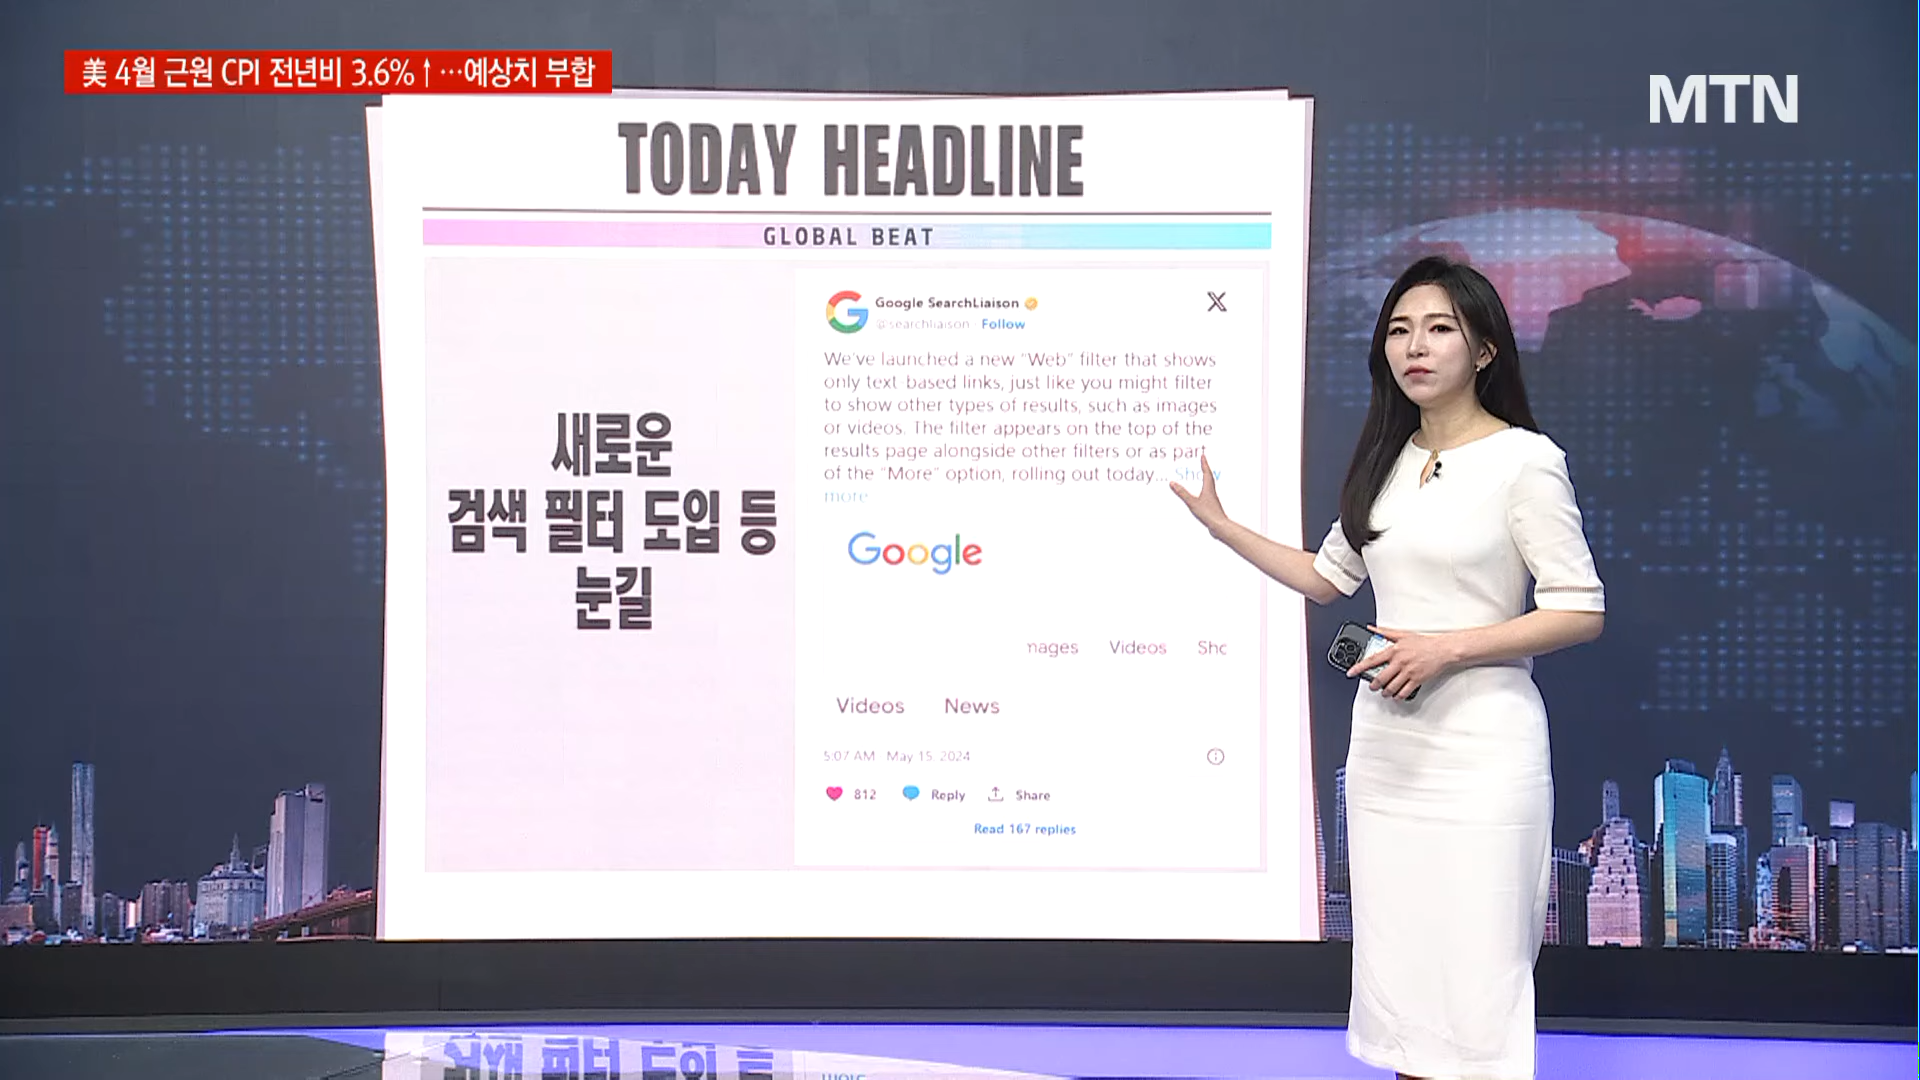 美 4월 근원 CPI 전년비 3.6%↑…예상치 부합
MTN
TODAY HEADLINE
GLOBAL BEAT
새로운
검색 필터 도입 등
눈길
Google SearchLiaison
@searchliaison · Follow
We've launched a new "Web" filter that shows
only text-based links, just like you might filter
to show other types of results, such as images
or videos. The filter appears on the top of the
results page alongside other filters or as part
of the "More" option, rolling out today... Show
more
Google
mages Videos Sho
Videos News
5:07 AM · May 15, 2024
812 Reply Share
Read 167 replies